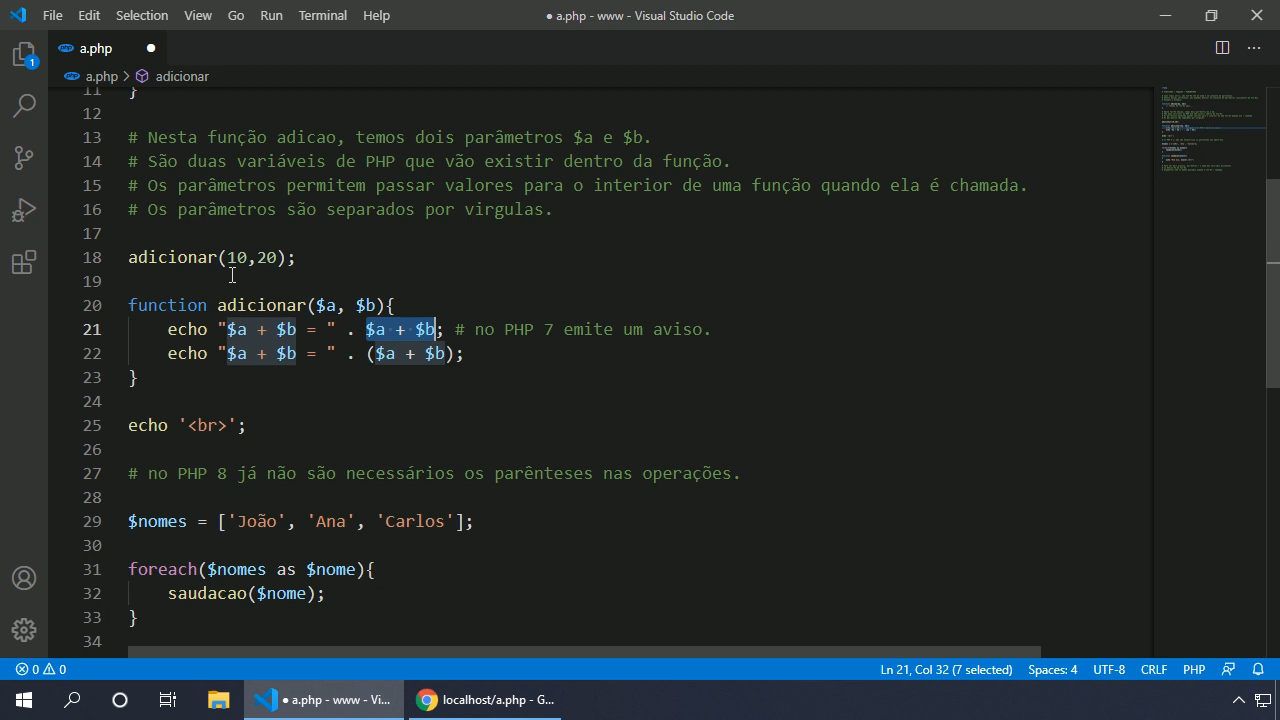 File Edit Selection View Go Run Terminal Help
● a.php - www - Visual Studio Code
php a.php ●
php a.php > adicionar
1
11 }
12
13 # Nesta função adicao, temos dois parâmetros $a e $b.
14 # São duas variáveis de PHP que vão existir dentro da função.
15 # Os parâmetros permitem passar valores para o interior de uma função quando ela é chamada.
16 # Os parâmetros são separados por virgulas.
17
18 adicionar(10,20);
19
20 function adicionar($a, $b){
21 echo "$a + $b = " . $a + $b; # no PHP 7 emite um aviso.
22 echo "$a + $b = " . ($a + $b);
23 }
24
25 echo '<br>';
26
27 # no PHP 8 já não são necessários os parênteses nas operações.
28
29 $nomes = ['João', 'Ana', 'Carlos'];
30
31 foreach($nomes as $nome){
32 saudacao($nome);
33 }
34
0 0 Ln 21, Col 32 (7 selected) Spaces: 4 UTF-8 CRLF PHP
● a.php - www - Vi... localhost/a.php - G...